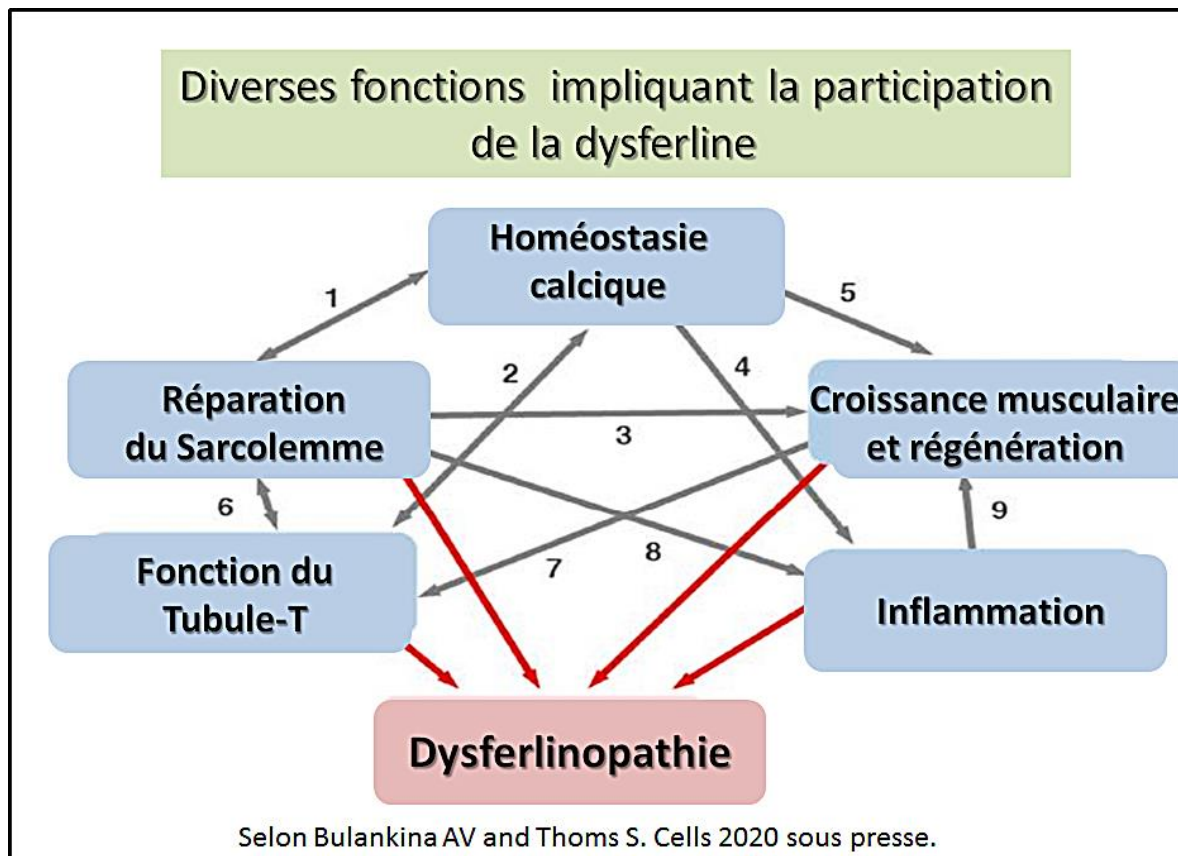 Diverses fonctions impliquant la participation
de la dysferline
Homéostasie
calcique
1
5
2
4
Réparation
du Sarcolemme
Croissance musculaire
et régénération
3
6
9
7
8
Fonction du
Tubule-T
Inflammation
Dysferlinopathie
Selon Bulankina AV and Thoms S. Cells 2020 sous presse.